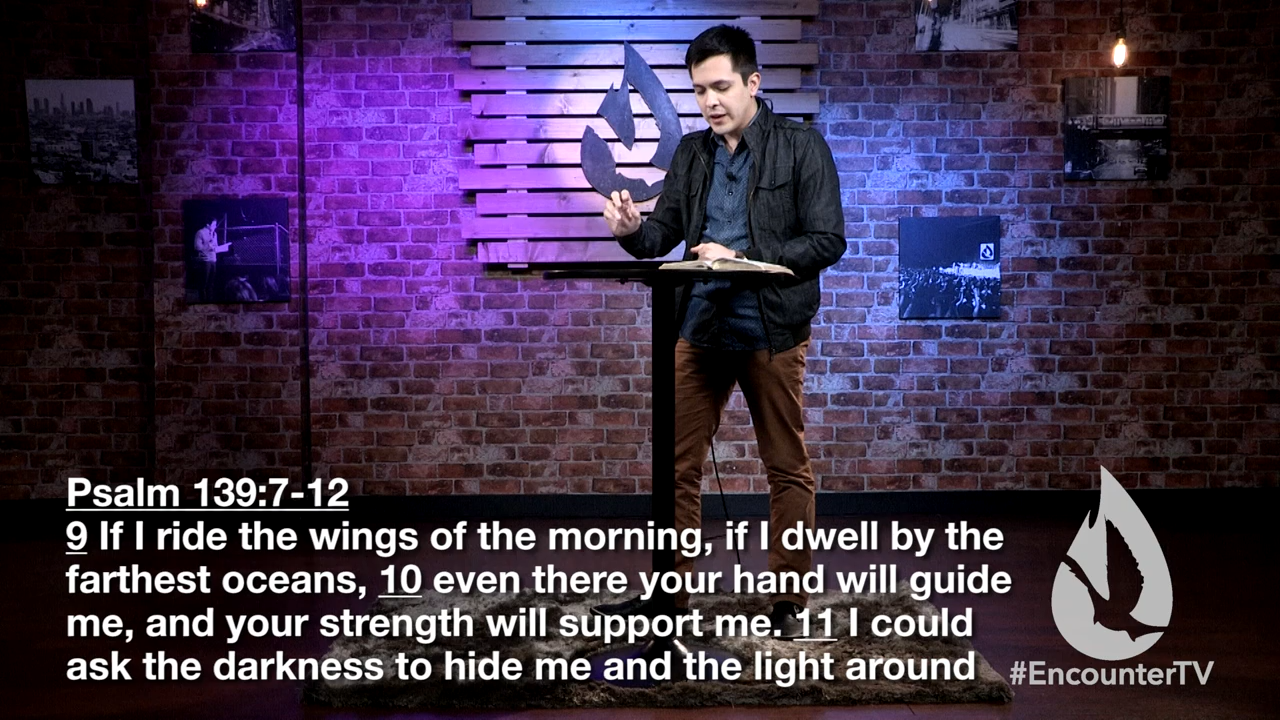 Psalm 139:7-12
9 If I ride the wings of the morning, if I dwell by the
farthest oceans, 10 even there your hand will guide
me, and your strength will support me. 11 I could
ask the darkness to hide me and the light around
#EncounterTV